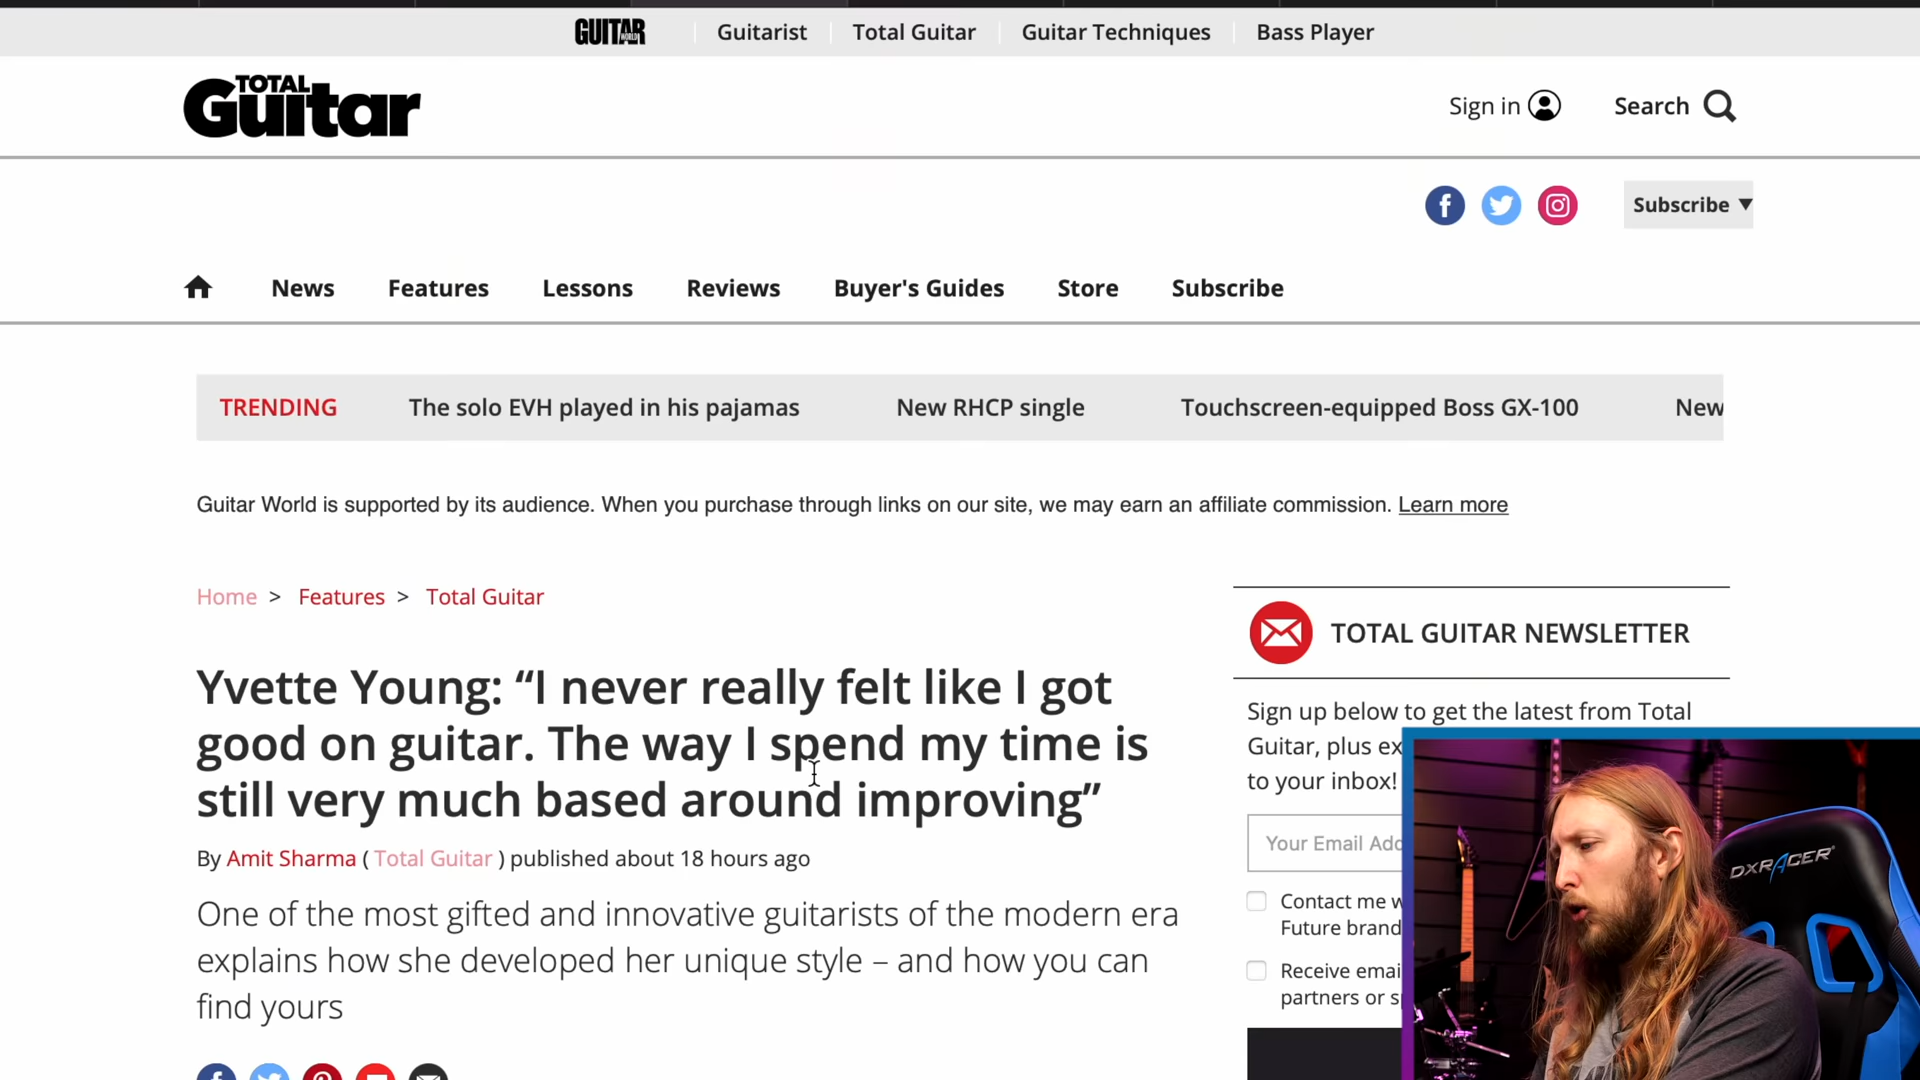 GUITAR WORLD
Guitarist
Total Guitar
Guitar Techniques
Bass Player
TOTAL
Guitar
Sign in
Search
Subscribe ▼
News
Features
Lessons
Reviews
Buyer's Guides
Store
Subscribe
TRENDING
The solo EVH played in his pajamas
New RHCP single
Touchscreen-equipped Boss GX-100
New
Guitar World is supported by its audience. When you purchase through links on our site, we may earn an affiliate commission. Learn more
Home > Features > Total Guitar
Yvette Young: “I never really felt like I got
good on guitar. The way I spend my time is
still very much based around improving”
By Amit Sharma ( Total Guitar ) published about 18 hours ago
One of the most gifted and innovative guitarists of the modern era
explains how she developed her unique style – and how you can
find yours
TOTAL GUITAR NEWSLETTER
Sign up below to get the latest from Total
Guitar, plus ex
to your inbox!
Your Email Add
Contact me w
Future brand
Receive emai
partners or s
DXRACER